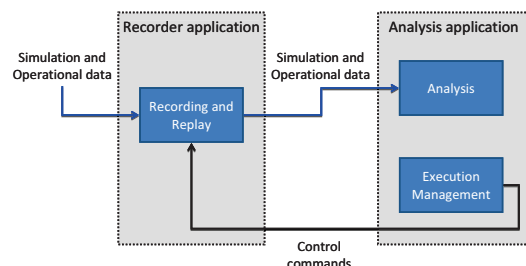 Recorder application
Analysis application
Simulation and
Operational data
Simulation and
Operational data
Recording and
Replay
Analysis
Execution
Management
Control
commands